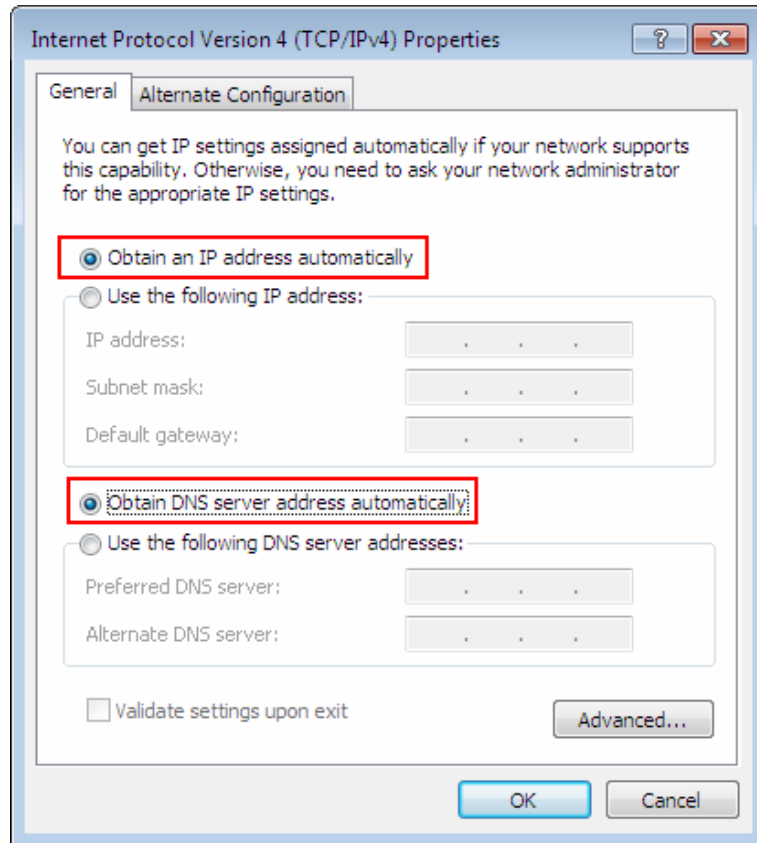 Internet Protocol Version 4 (TCP/IPv4) Properties
General
Alternate Configuration
You can get IP settings assigned automatically if your network supports
this capability. Otherwise, you need to ask your network administrator
for the appropriate IP settings.
Obtain an IP address automatically
Use the following IP address:
IP address:
Subnet mask:
Default gateway:
Obtain DNS server address automatically
Use the following DNS server addresses:
Preferred DNS server:
Alternate DNS server:
Validate settings upon exit
Advanced...
OK
Cancel